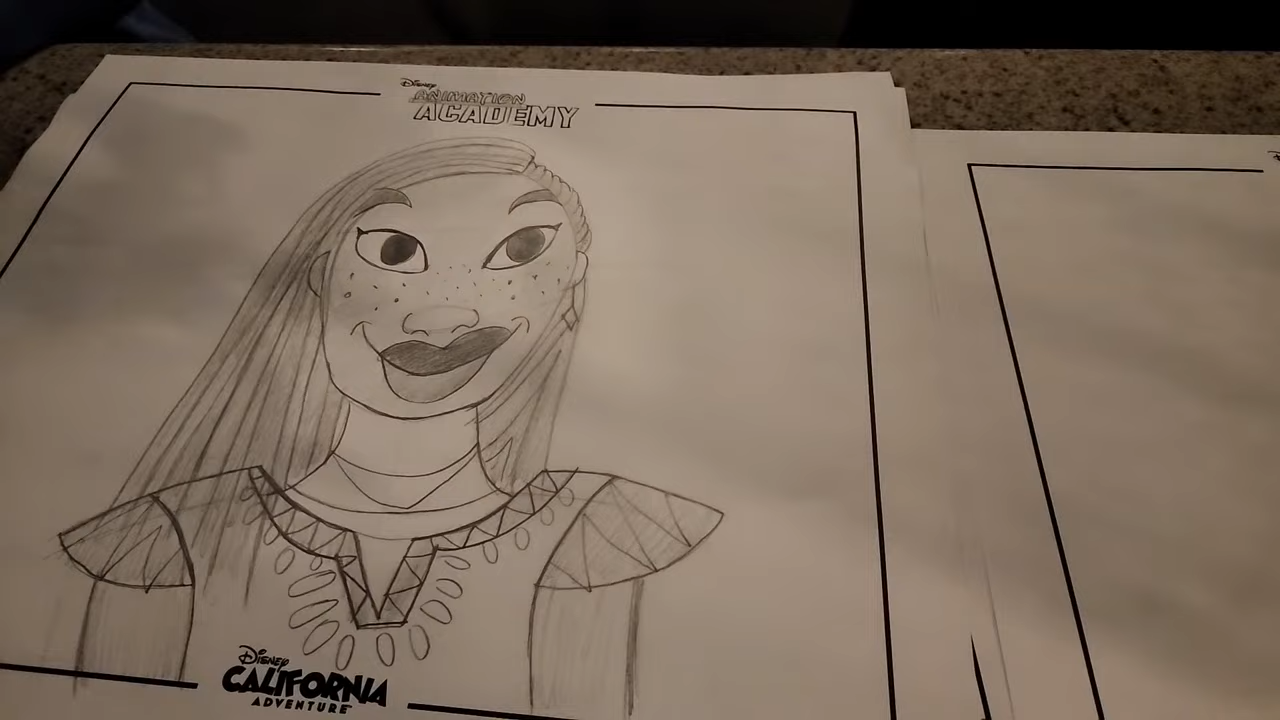 Disney
ANIMATION
ACADEMY
Disney
CALIFORNIA
ADVENTURE